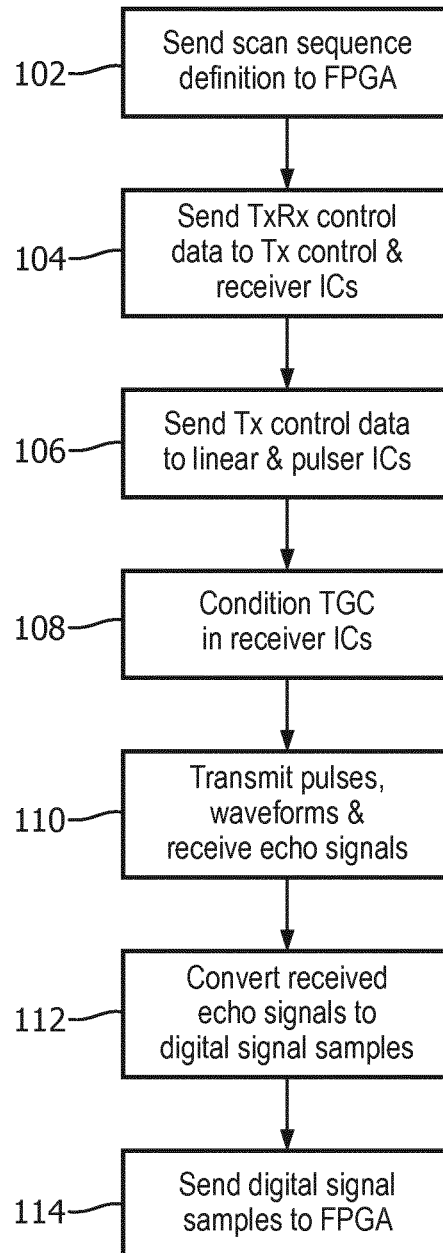 102
Send scan sequence
definition to FPGA
104
Send TxRx control
data to Tx control &
receiver ICs
106
Send Tx control data
to linear & pulser ICs
108
Condition TGC
in receiver ICs
110
Transmit pulses,
waveforms &
receive echo signals
112
Convert received
echo signals to
digital signal samples
114
Send digital signal
samples to FPGA